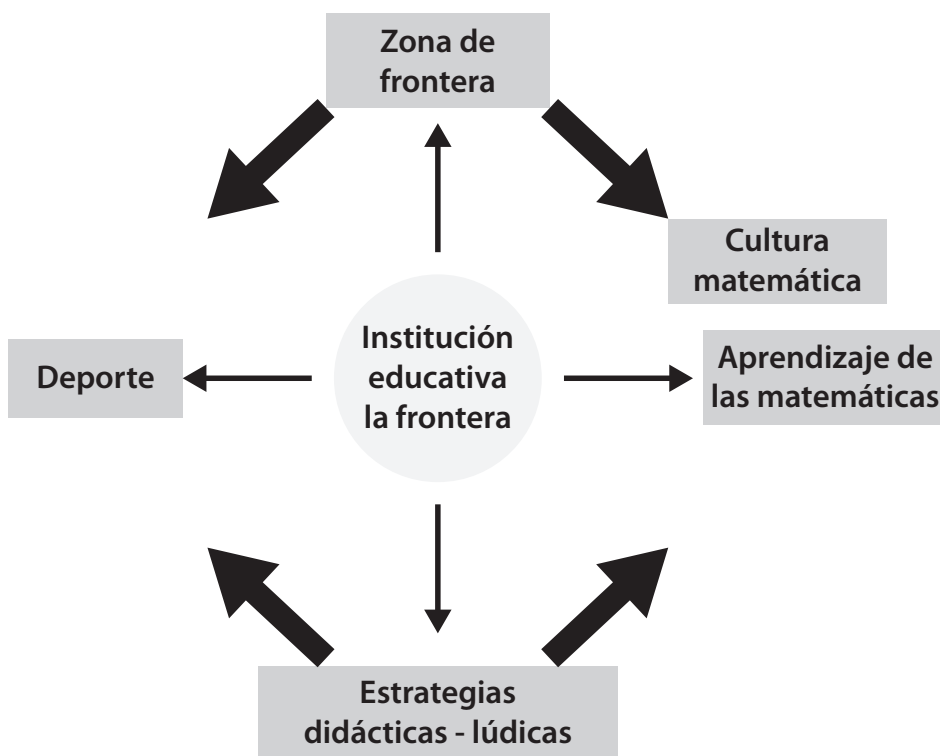 Zona de
frontera
Cultura
matemática
Institución
educativa
la frontera
Deporte
Aprendizaje de
las matemáticas
Estrategias
didácticas - lúdicas